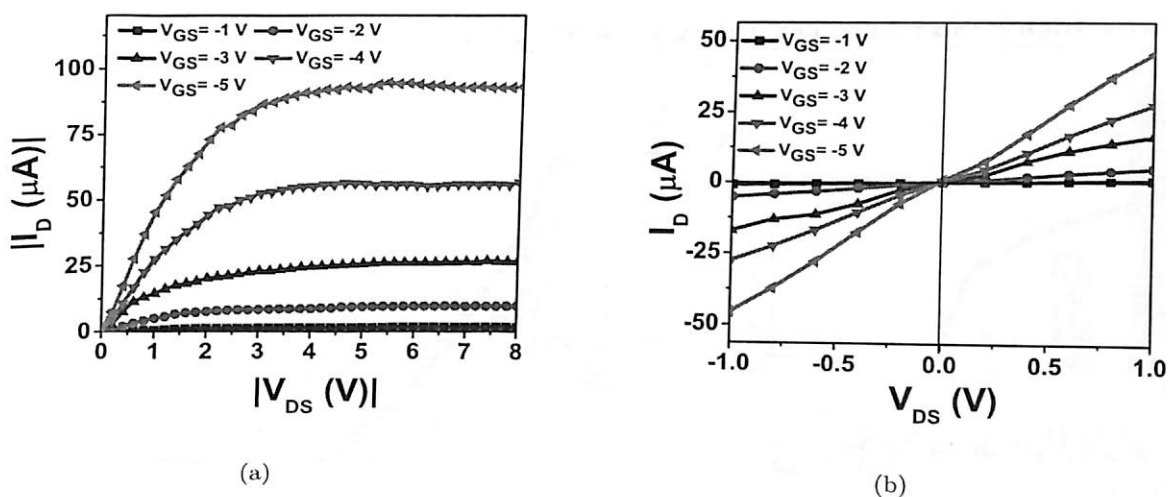 V_GS= -1 V V_GS= -2 V
V_GS= -3 V V_GS= -4 V
V_GS= -5 V
100
75
50
25
0
|I_D (μA)|
0 1 2 3 4 5 6 7 8
|V_DS (V)|
(a)
V_GS= -1 V
V_GS= -2 V
V_GS= -3 V
V_GS= -4 V
V_GS= -5 V
50
25
0
-25
-50
I_D (μA)
-1.0 -0.5 0.0 0.5 1.0
V_DS (V)
(b)